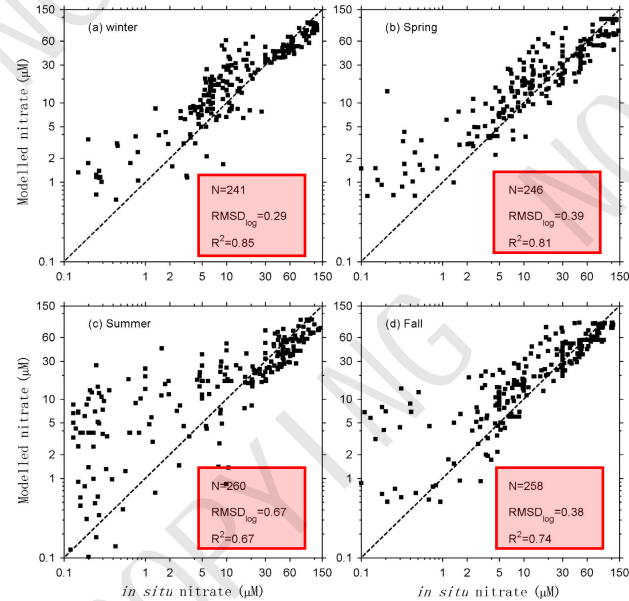 150
60
30
10
5
2
1
0.1
Modelled nitrate (μM)
(a) winter
N=241
RMSD_log=0.29
R²=0.85
0.1 1 2 5 10 30 60 150
150
60
30
10
5
2
1
0.1
(b) Spring
N=246
RMSD_log=0.39
R²=0.81
0.1 1 2 5 10 30 60 150
150
60
30
10
5
2
1
0.1
Modelled nitrate (μM)
(c) Summer
N=260
RMSD_log=0.67
R²=0.67
0.1 1 2 5 10 30 60 150
in situ nitrate (μM)
150
60
30
10
5
2
1
0.1
(d) Fall
N=258
RMSD_log=0.38
R²=0.74
0.1 1 2 5 10 30 60 150
in situ nitrate (μM)